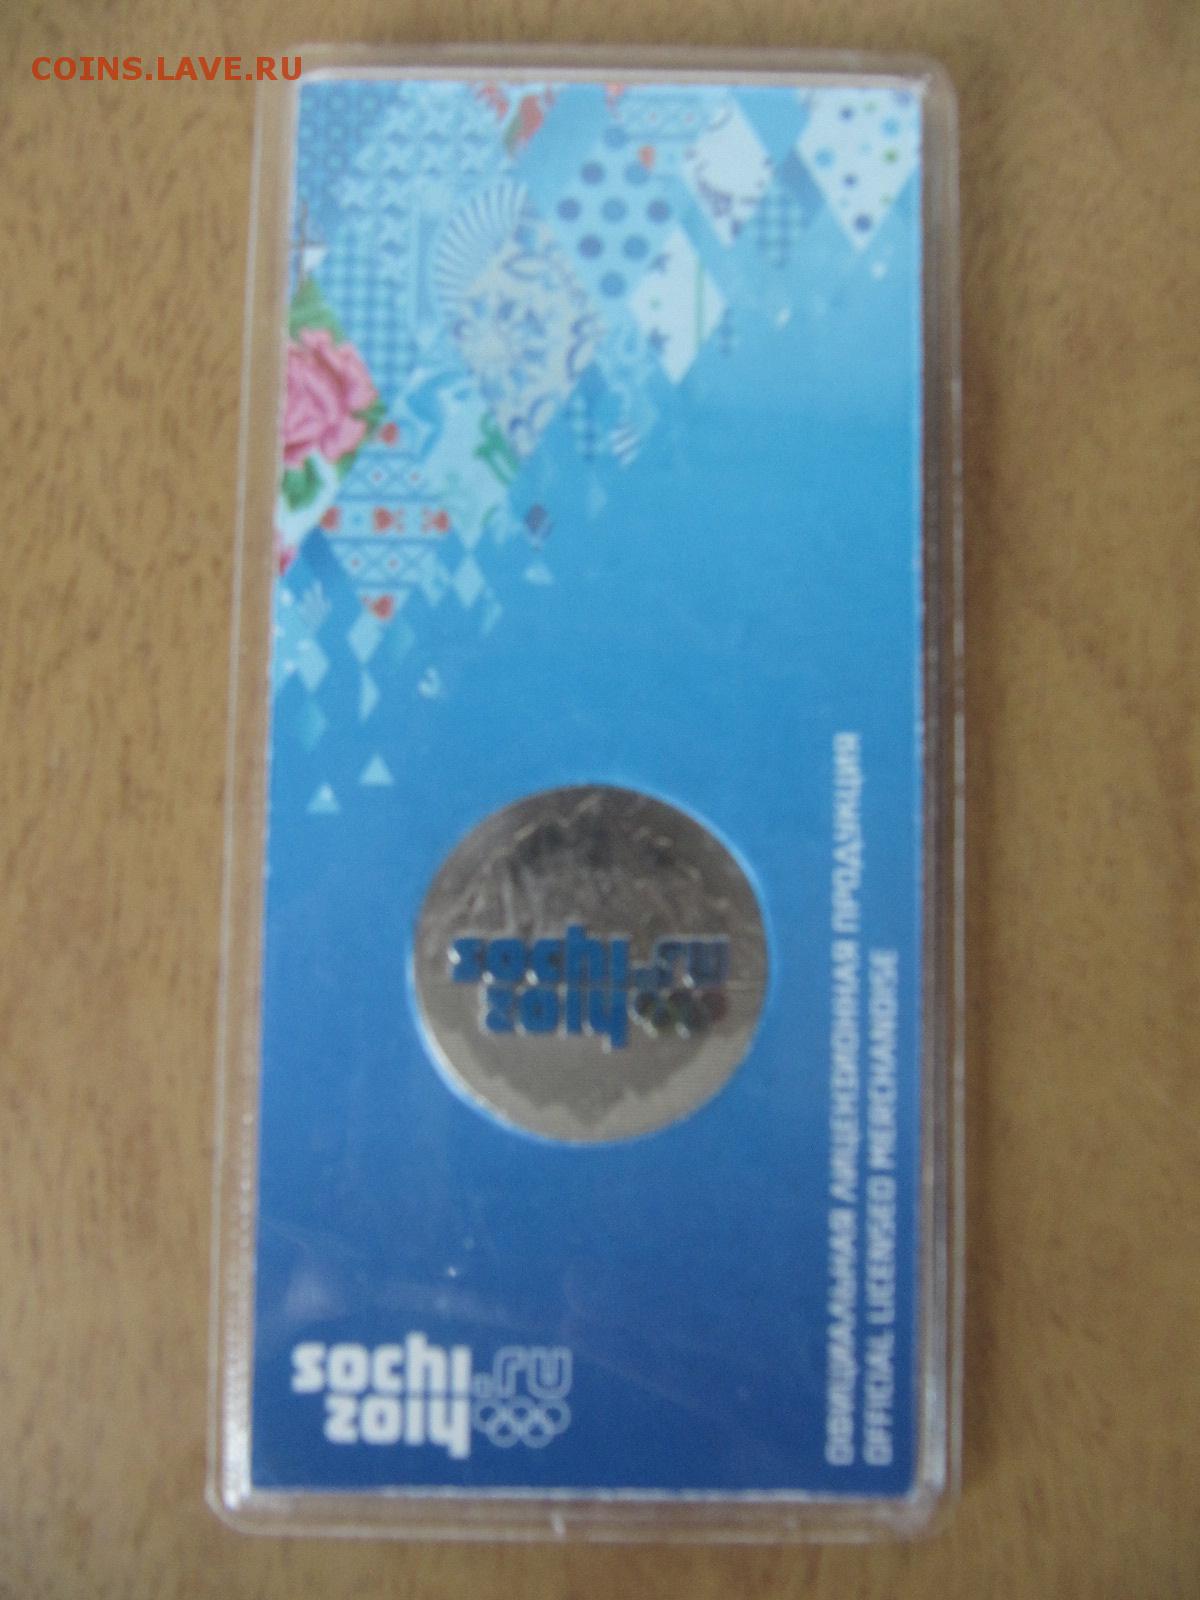 COINS.LAVE.RU
sochi.ru
2014
sochi.ru
2014
ОФИЦИАЛЬНАЯ ЛИЦЕНЗИОННАЯ ПРОДУКЦИЯ
OFFICIAL LICENSED MERCHANDISE